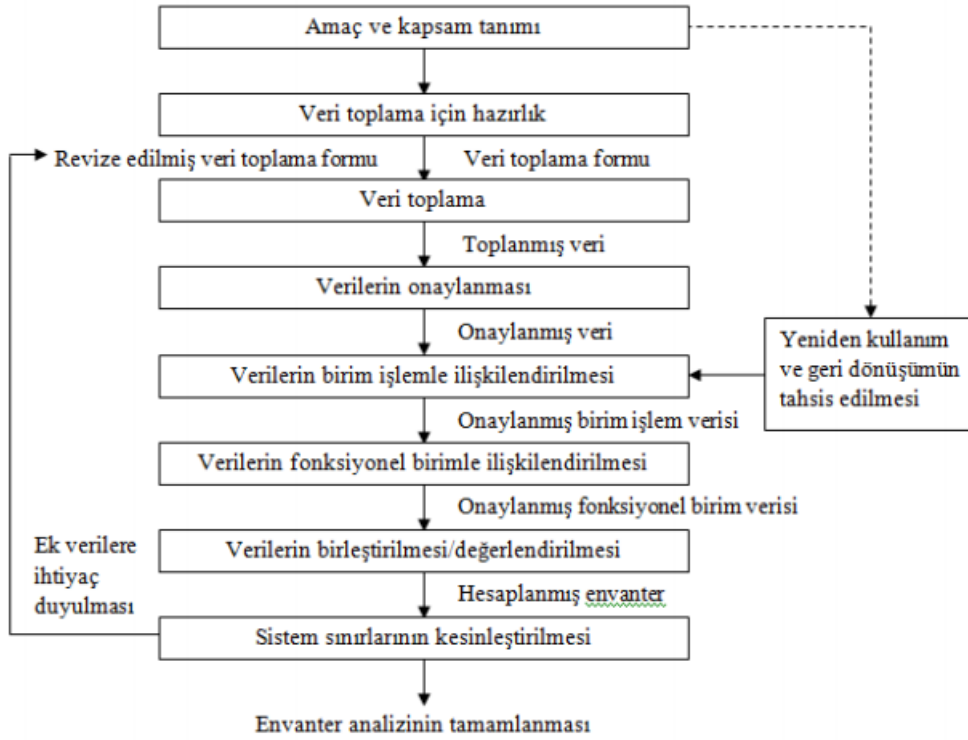 Amaç ve kapsam tanımı
Veri toplama için hazırlık
Revize edilmiş veri toplama formu
Veri toplama formu
Veri toplama
Toplanmış veri
Verilerin onaylanması
Onaylanmış veri
Yeniden kullanım
ve geri dönüşümün
tahsis edilmesi
Verilerin birim işlemle ilişkilendirilmesi
Onaylanmış birim işlem verisi
Verilerin fonksiyonel birimle ilişkilendirilmesi
Onaylanmış fonksiyonel birim verisi
Verilerin birleştirilmesi/değerlendirilmesi
Ek verilere
ihtiyaç
duyulması
Hesaplanmış envanter
Sistem sınırlarının kesinleştirilmesi
Envanter analizinin tamamlanması